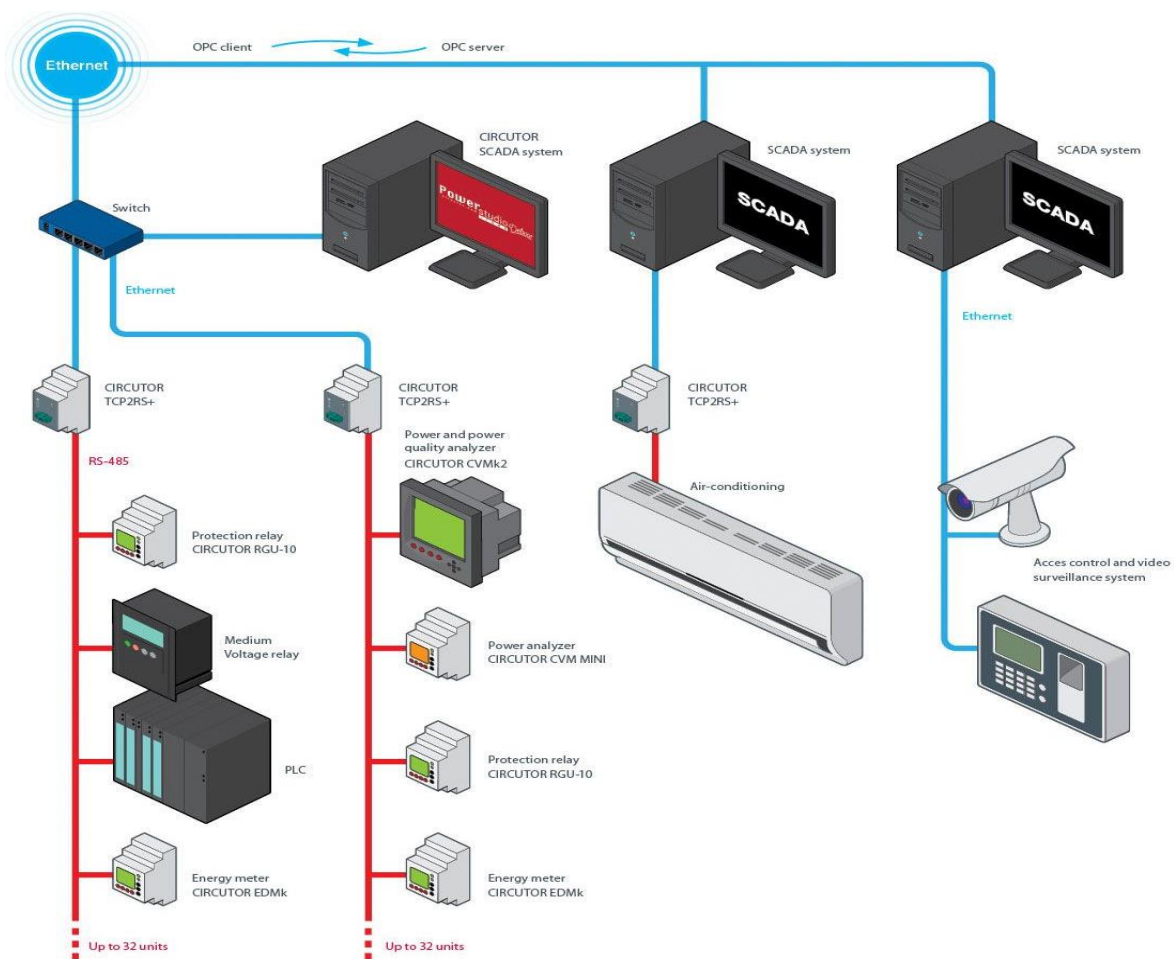 OPC client
OPC server
Ethernet
CIRCUTOR
SCADA system
SCADA system
SCADA system
Powerstudio
Deluxe
SCADA
SCADA
Switch
Ethernet
Ethernet
CIRCUTOR
TCP2RS+
CIRCUTOR
TCP2RS+
CIRCUTOR
TCP2RS+
RS-485
Power and power
quality analyzer
CIRCUTOR CVMk2
Air-conditioning
Protection relay
CIRCUTOR RGU-10
Acces control and video
surveillance system
Medium
Voltage relay
Power analyzer
CIRCUTOR CVM MINI
PLC
Protection relay
CIRCUTOR RGU-10
Energy meter
CIRCUTOR EDMk
Energy meter
CIRCUTOR EDMk
Up to 32 units
Up to 32 units